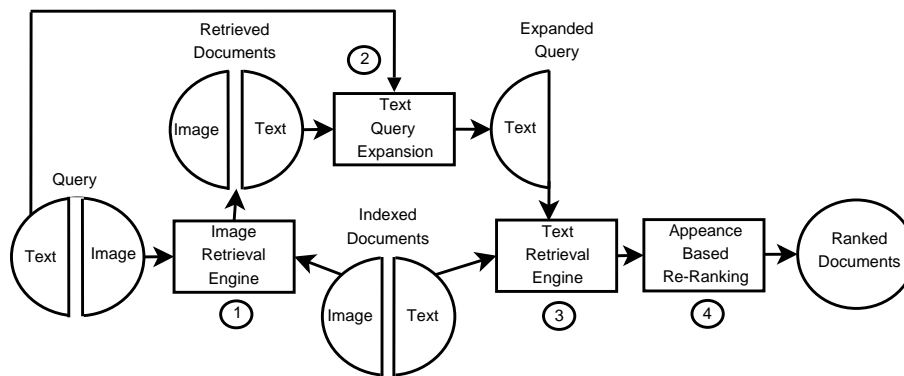 Retrieved
Documents
2
Expanded
Query
Image
Text
Text
Query
Expansion
Text
Query
Text
Image
Image
Retrieval
Engine
1
Indexed
Documents
Image
Text
Text
Retrieval
Engine
3
Appeance
Based
Re-Ranking
4
Ranked
Documents